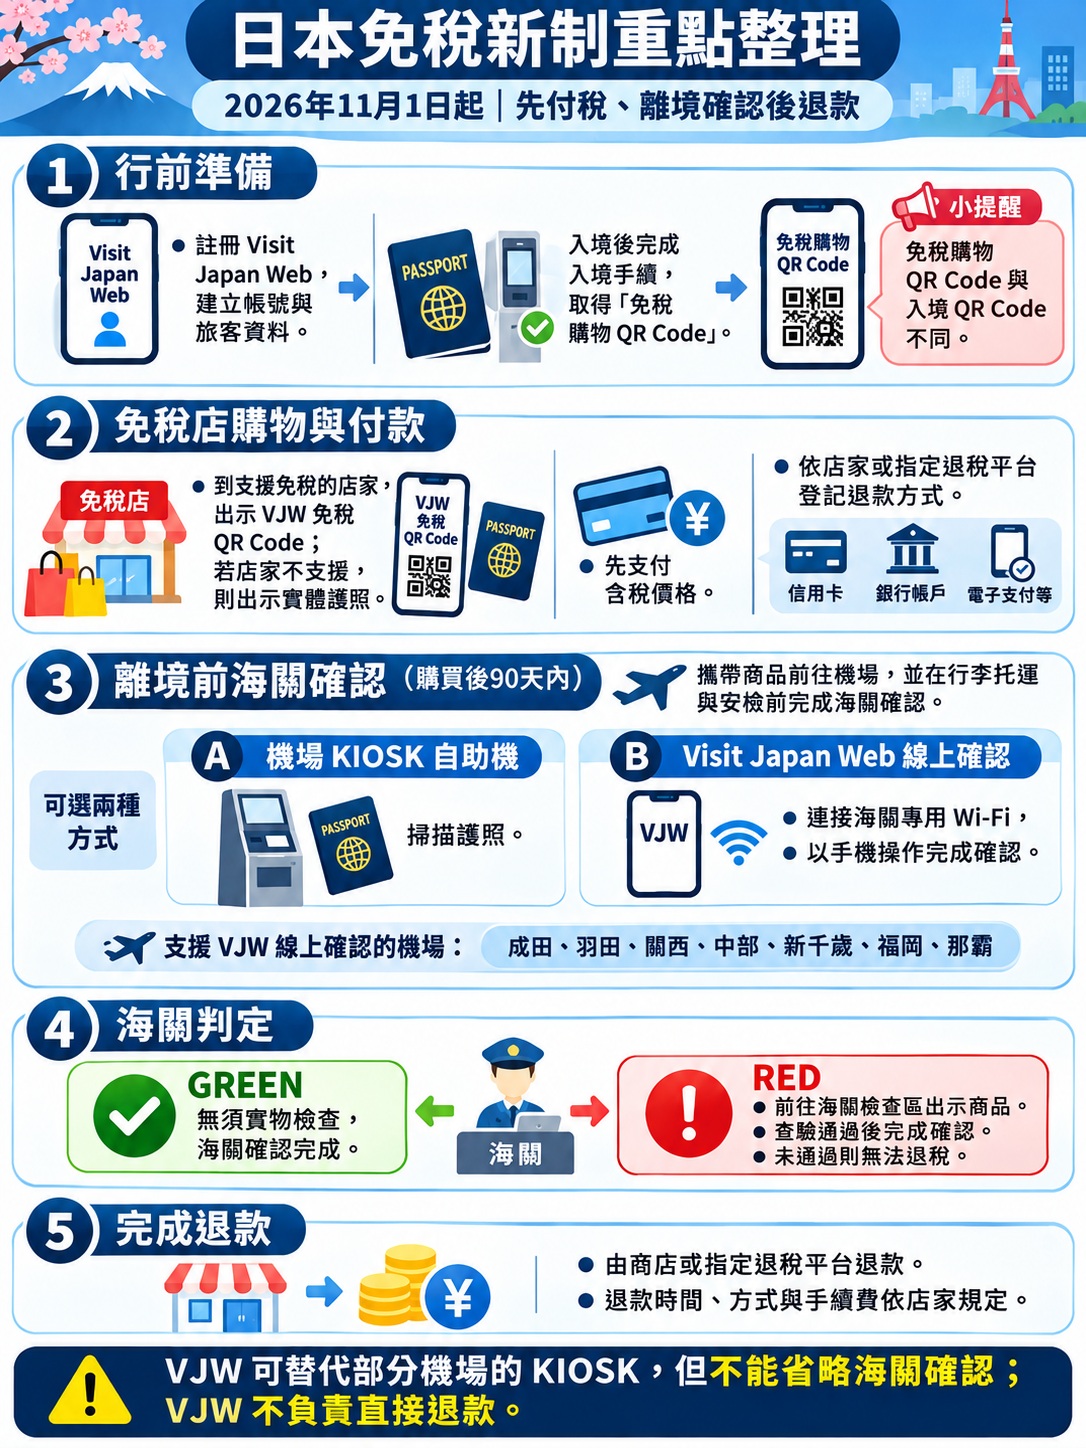 日本免稅新制重點整理
2026年11月1日起｜先付稅、離境確認後退款
1 行前準備
Visit
Japan
Web
註冊 Visit
Japan Web，
建立帳號與
旅客資料。
PASSPORT
入境後完成
入境手續，
取得「免稅
購物 QR Code」。
免稅購物
QR Code
小提醒
免稅購物
QR Code 與
入境 QR Code
不同。
2 免稅店購物與付款
免稅店
到支援免稅的店家，
出示 VJW 免稅
QR Code；
若店家不支援，
則出示實體護照。
VJW
免稅
QR Code
PASSPORT
¥
先支付
含稅價格。
依店家或指定退稅平台
登記退款方式。
信用卡
銀行帳戶
電子支付等
3 離境前海關確認（購買後90天內）
攜帶商品前往機場，並在行李托運
與安檢前完成海關確認。
可選兩種
方式
A 機場 KIOSK 自助機
PASSPORT
掃描護照。
B Visit Japan Web 線上確認
VJW
連接海關專用 Wi-Fi，
以手機操作完成確認。
支援 VJW 線上確認的機場：
成田、羽田、關西、中部、新千歲、福岡、那霸
4 海關判定
GREEN
無須實物檢查，
海關確認完成。
海關
RED
前往海關檢查區出示商品。
查驗通過後完成確認。
未通過則無法退稅。
5 完成退款
¥
由商店或指定退稅平台退款。
退款時間、方式與手續費依店家規定。
VJW 可替代部分機場的 KIOSK，但不能省略海關確認；
VJW 不負責直接退款。